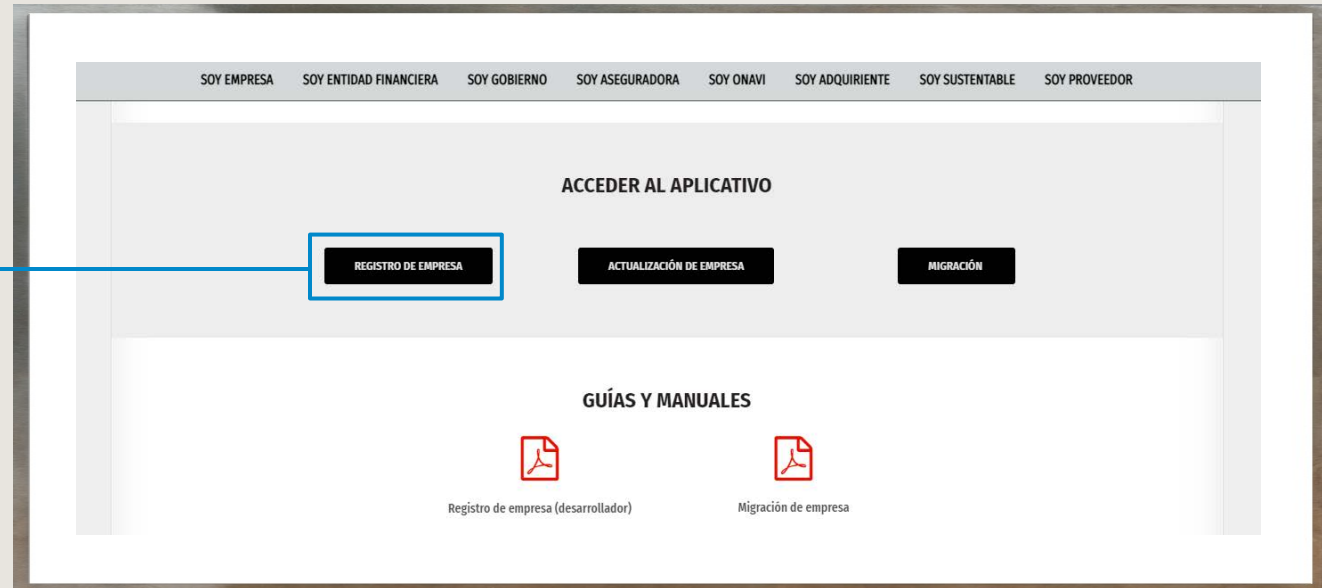 SOY EMPRESA SOY ENTIDAD FINANCIERA SOY GOBIERNO SOY ASEGURADORA SOY ONAVI SOY ADQUIRIENTE SOY SUSTENTABLE SOY PROVEEDOR
ACCEDER AL APLICATIVO
REGISTRO DE EMPRESA ACTUALIZACIÓN DE EMPRESA MIGRACIÓN
GUÍAS Y MANUALES
Registro de empresa (desarrollador) Migración de empresa